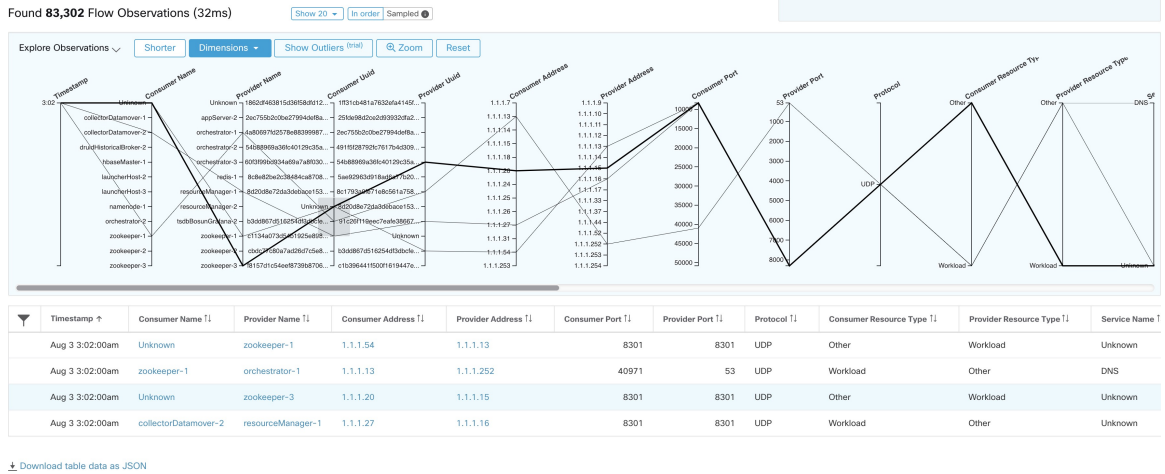 Found 83,302 Flow Observations (32ms)
Show 20
In order Sampled
Explore Observations
Shorter
Dimensions
Show Outliers (trial)
Zoom
Reset
Timestamp
Consumer Name
Provider Name
Consumer Uuid
Provider Uuid
Consumer Address
Provider Address
Consumer Port
Provider Port
Protocol
Consumer Resource Typ
Provider Resource Type
3:02
Unknown
collectorDatamover-1
collectorDatamover-2
druidHistoricalBroker-2
hbaseMaster-1
launcherHost-2
launcherHost-3
namenode-1
orchestrator-2
zookeeper-1
zookeeper-2
zookeeper-3
Unknown
appServer-2
orchestrator-1
orchestrator-2
orchestrator-3
redis-1
resourceManager-1
Unknown
tsdbBosunGrafana-2
zookeeper-1
zookeeper-2
zookeeper-3
1.1.1.7
1.1.1.13
1.1.1.14
1.1.1.15
1.1.1.18
1.1.1.20
1.1.1.24
1.1.1.26
1.1.1.27
1.1.1.31
1.1.1.54
1.1.1.253
1.1.1.9
1.1.1.10
1.1.1.11
1.1.1.12
1.1.1.13
1.1.1.14
1.1.1.15
1.1.1.16
1.1.1.17
1.1.1.31
1.1.1.33
1.1.1.37
1.1.1.44
1.1.1.51
1.1.1.252
1.1.1.253
1.1.1.254
10000
15000
20000
25000
30000
35000
40000
45000
50000
53
1000
2000
3000
4000
5000
6000
7000
8000
UDP
Other
Workload
Other
Workload
DNS
Unknown
Timestamp Consumer Name Provider Name Consumer Address Provider Address Consumer Port Provider Port Protocol Consumer Resource Type Provider Resource Type Service Name
Aug 3 3:02:00am Unknown zookeeper-1 1.1.1.54 1.1.1.13 8301 8301 UDP Other Workload Unknown
Aug 3 3:02:00am zookeeper-1 orchestrator-1 1.1.1.13 1.1.1.252 40971 53 UDP Workload Other DNS
Aug 3 3:02:00am Unknown zookeeper-3 1.1.1.20 1.1.1.15 8301 8301 UDP Other Workload Unknown
Aug 3 3:02:00am collectorDatamover-2 resourceManager-1 1.1.1.27 1.1.1.16 8301 8301 UDP Workload Other Unknown
Download table data as JSON